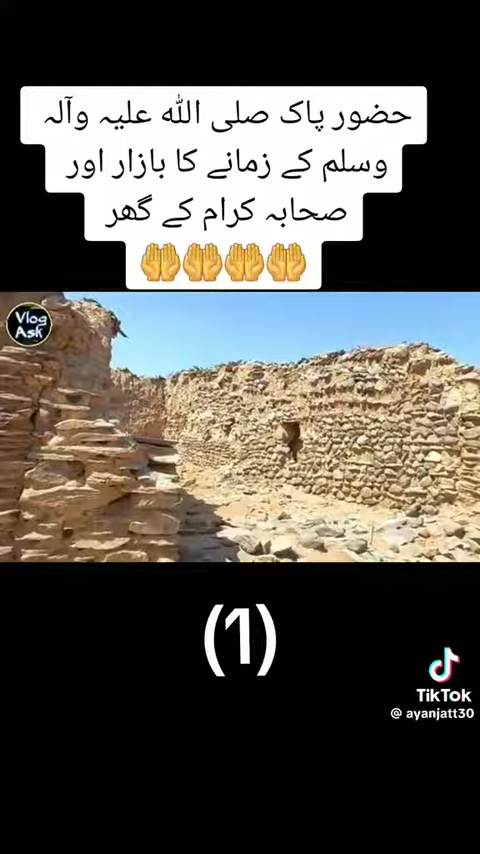 حضور پاک صلی اللہ علیہ وآلہ
وسلم کے زمانے کا بازار اور
صحابہ کرام کے گھر
🤲🤲🤲🤲
Vlog
Ask
(1)
TikTok
@ ayanjatt30